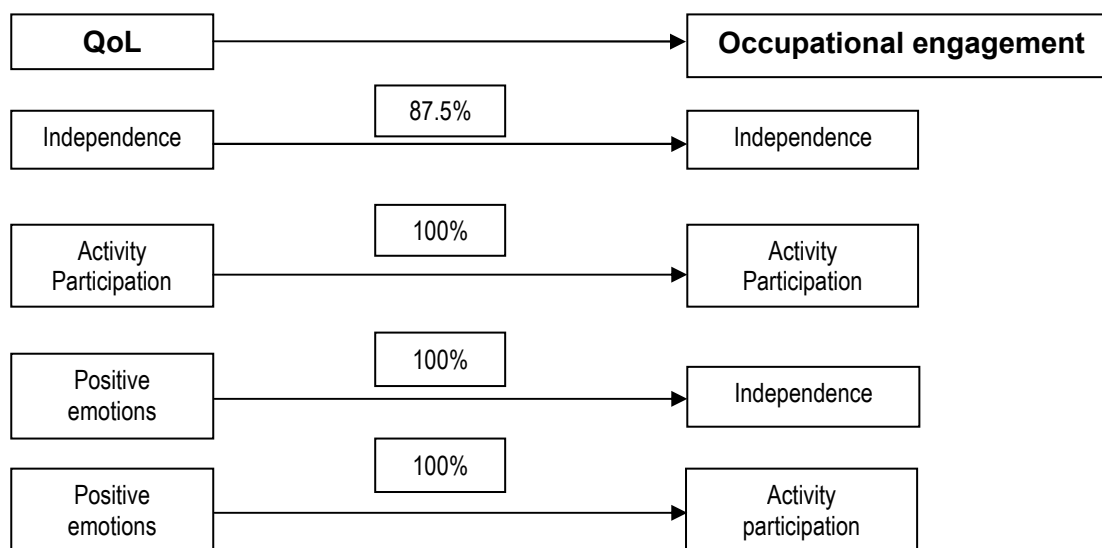 QoL
Occupational engagement
87.5%
Independence
Independence
100%
Activity
Participation
Activity
Participation
100%
Positive
emotions
Independence
100%
Positive
emotions
Activity
participation